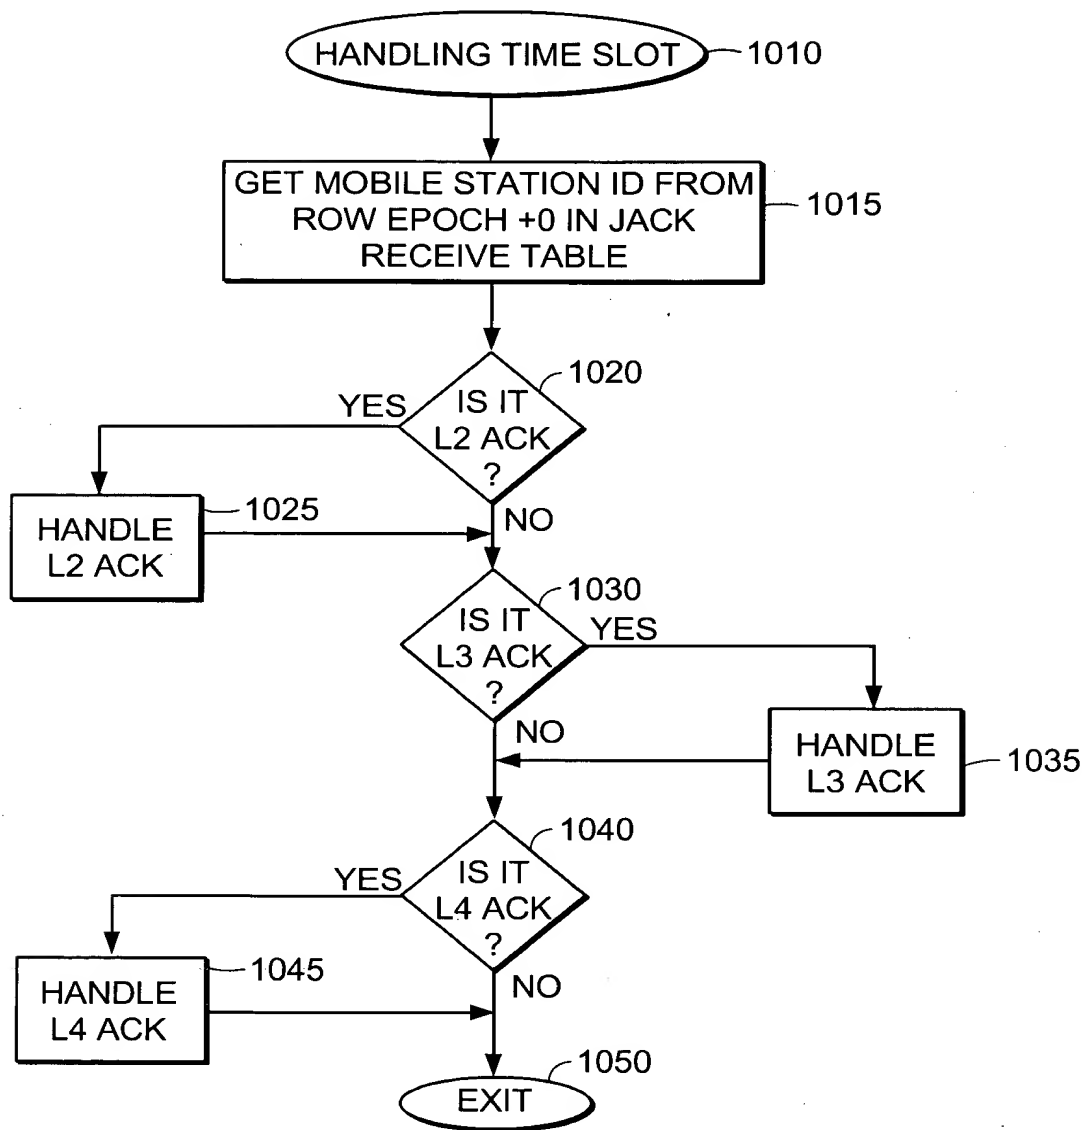 HANDLING TIME SLOT
1010
GET MOBILE STATION ID FROM
ROW EPOCH +0 IN JACK
RECEIVE TABLE
1015
1020
IS IT
L2 ACK
?
YES
NO
HANDLE
L2 ACK
1025
1030
IS IT
L3 ACK
?
YES
NO
HANDLE
L3 ACK
1035
1040
IS IT
L4 ACK
?
YES
NO
HANDLE
L4 ACK
1045
1050
EXIT